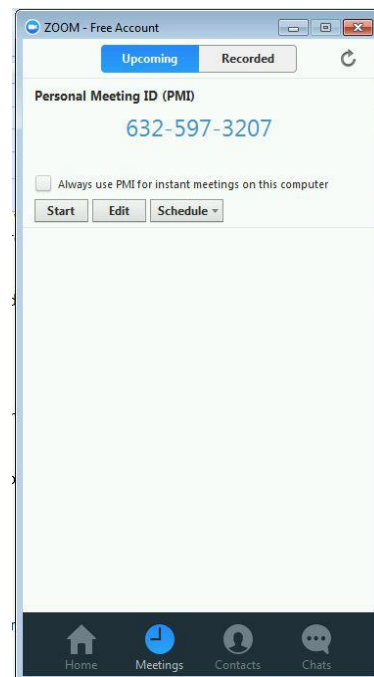 ZOOM - Free Account
Upcoming Recorded
Personal Meeting ID (PMI)
632-597-3207
Always use PMI for instant meetings on this computer
Start Edit Schedule
Home Meetings Contacts Chats